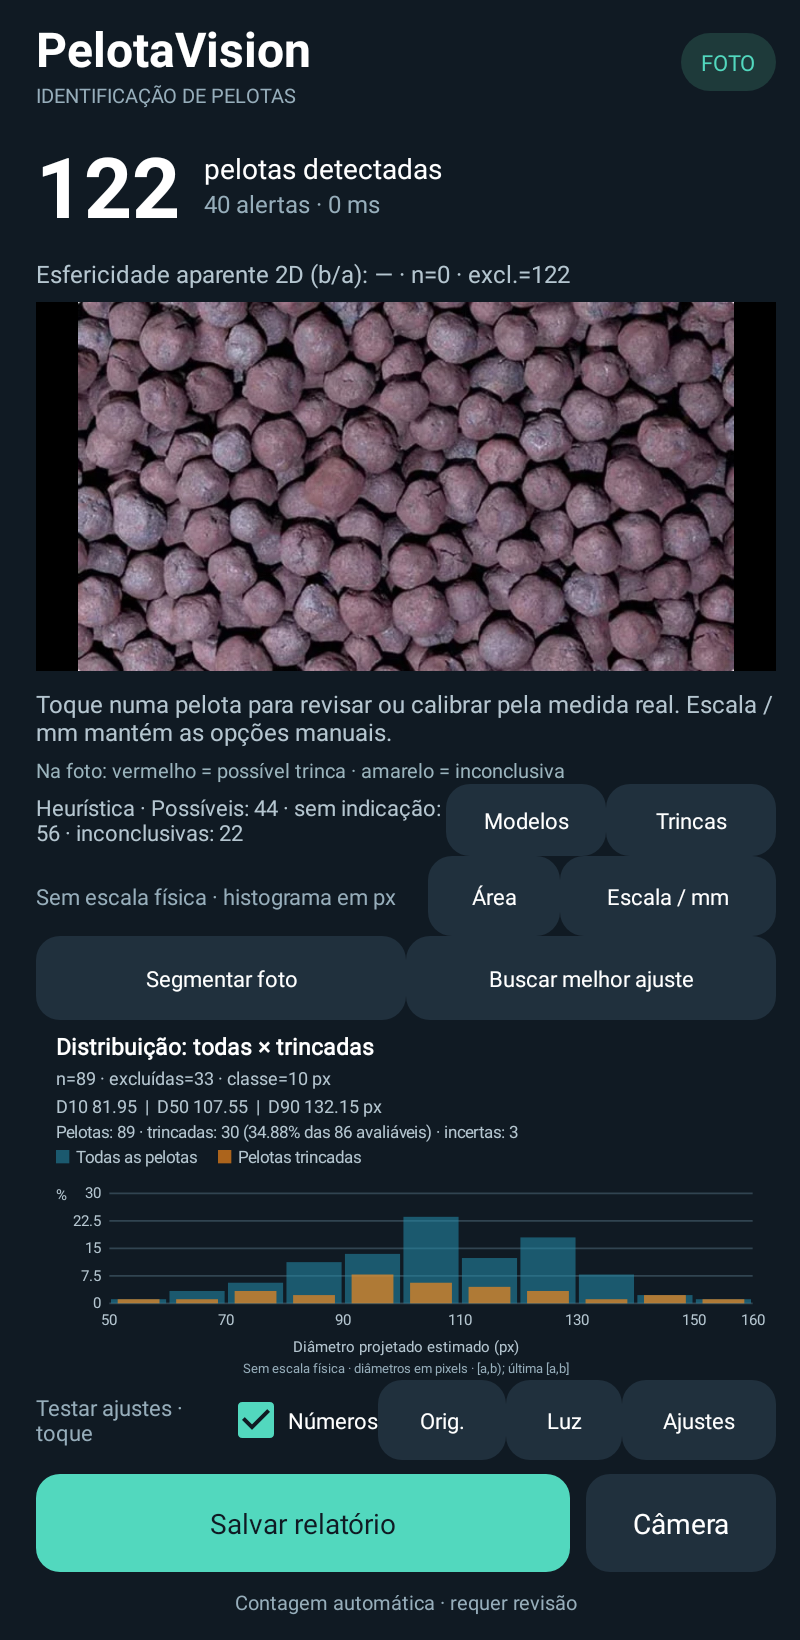 PelotaVision
FOTO
IDENTIFICAÇÃO DE PELOTAS
122
pelotas detectadas
40 alertas · 0 ms
Esfericidade aparente 2D (b/a): — · n=0 · excl.=122
Toque numa pelota para revisar ou calibrar pela medida real. Escala /
mm mantém as opções manuais.
Na foto: vermelho = possível trinca · amarelo = inconclusiva
Heurística · Possíveis: 44 · sem indicação:
56 · inconclusivas: 22
Modelos
Trincas
Sem escala física · histograma em px
Área
Escala / mm
Segmentar foto
Buscar melhor ajuste
Distribuição: todas × trincadas
n=89 · excluídas=33 · classe=10 px
D10 81.95 | D50 107.55 | D90 132.15 px
Pelotas: 89 · trincadas: 30 (34.88% das 86 avaliáveis) · incertas: 3
Todas as pelotas
Pelotas trincadas
% 30
22.5
15
7.5
0
50 70 90 110 130 150 160
Diâmetro projetado estimado (px)
Sem escala física · diâmetros em pixels · [a,b); última [a,b]
Testar ajustes ·
toque
Números
Orig.
Luz
Ajustes
Salvar relatório
Câmera
Contagem automática · requer revisão